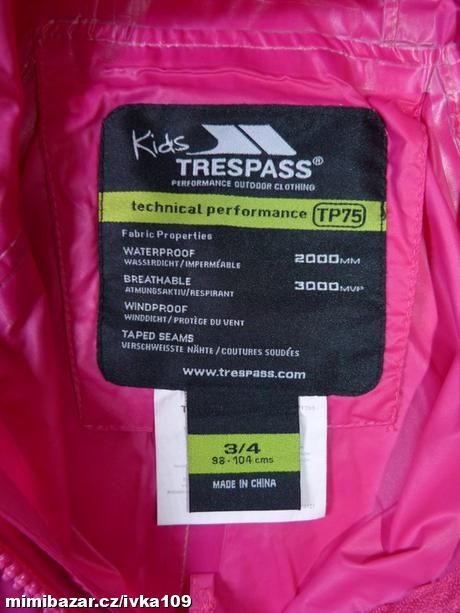 Kids
TRESPASS®
PERFORMANCE OUTDOOR CLOTHING
technical performance TP75
Fabric Properties
WATERPROOF 2000MM
WASSERDICHT/IMPERMÉABLE
BREATHABLE 3000MVP
ATMUNGSAKTIV/RESPIRANT
WINDPROOF
WINDDICHT/PROTÈGE DU VENT
TAPED SEAMS
VERSCHWEISSTE NÄHTE/COUTURES SOUDÉES
www.trespass.com
3/4
98-104 cms
MADE IN CHINA
mimibazar.cz/ivka109